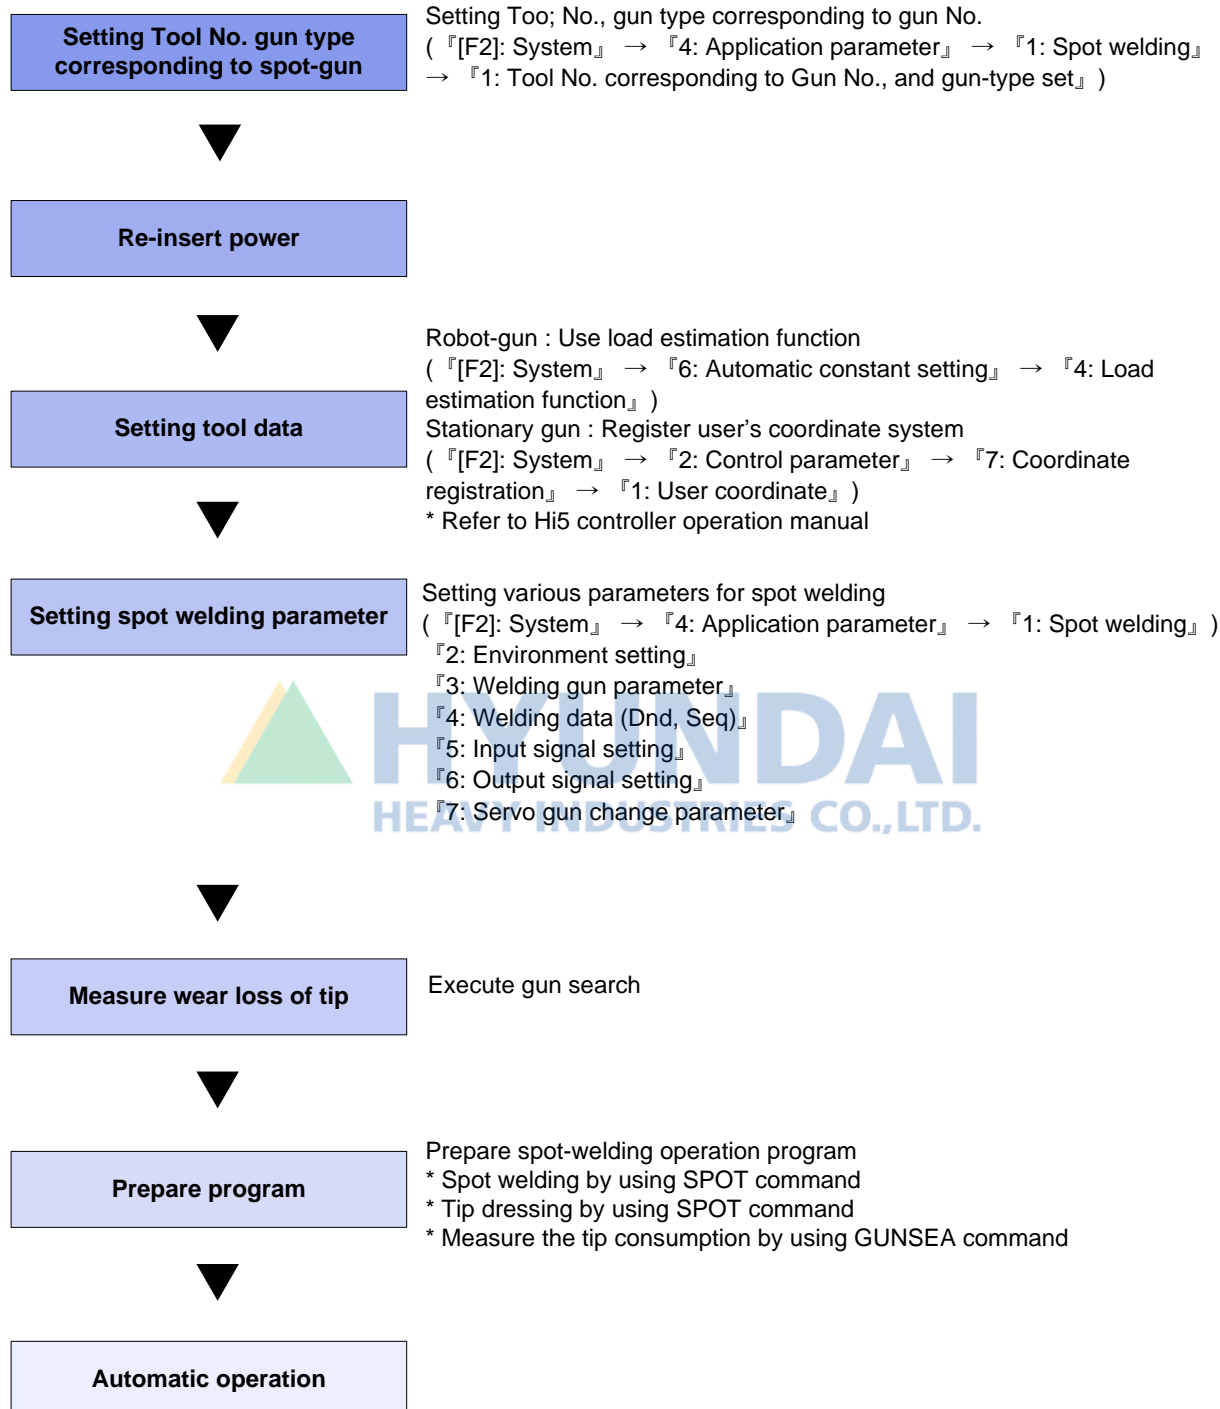 Setting Tool No. gun type
corresponding to spot-gun
Setting Too; No., gun type corresponding to gun No.
(『[F2]: System』 → 『4: Application parameter』 → 『1: Spot welding』
→ 『1: Tool No. corresponding to Gun No., and gun-type set』)
Re-insert power
Setting tool data
Robot-gun : Use load estimation function
(『[F2]: System』 → 『6: Automatic constant setting』 → 『4: Load
estimation function』)
Stationary gun : Register user’s coordinate system
(『[F2]: System』 → 『2: Control parameter』 → 『7: Coordinate
registration』 → 『1: User coordinate』)
* Refer to Hi5 controller operation manual
Setting spot welding parameter
Setting various parameters for spot welding
(『[F2]: System』 → 『4: Application parameter』 → 『1: Spot welding』)
『2: Environment setting』
『3: Welding gun parameter』
『4: Welding data (Dnd, Seq)』
『5: Input signal setting』
『6: Output signal setting』
『7: Servo gun change parameter』
HYUNDAI
HEAVY INDUSTRIES CO.,LTD.
Measure wear loss of tip
Execute gun search
Prepare program
Prepare spot-welding operation program
* Spot welding by using SPOT command
* Tip dressing by using SPOT command
* Measure the tip consumption by using GUNSEA command
Automatic operation